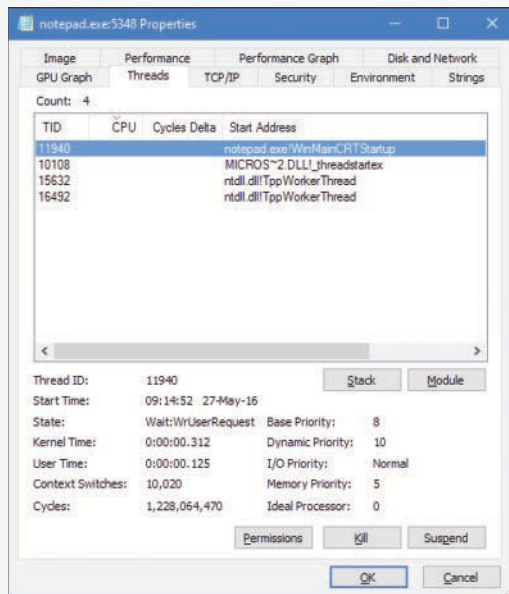 notepad.exe:5348 Properties
Image Performance Performance Graph Disk and Network
GPU Graph Threads TCP/IP Security Environment Strings
Count: 4
TID CPU Cycles Delta Start Address
11940 notepad.exe!WinMainCRTStartup
10108 MICROS~2.DLL!_threadstartex
15632 ntdll.dll!TppWorkerThread
16492 ntdll.dll!TppWorkerThread
Thread ID: 11940 Stack Module
Start Time: 09:14:52 27-May-16
State: Wait:WrUserRequest Base Priority: 8
Kernel Time: 0:00:00.312 Dynamic Priority: 10
User Time: 0:00:00.125 I/O Priority: Normal
Context Switches: 10,020 Memory Priority: 5
Cycles: 1,228,064,470 Ideal Processor: 0
Permissions Kill Suspend
OK Cancel